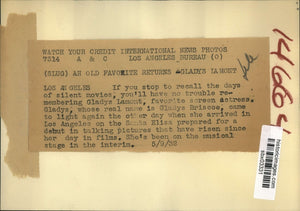 WATCH YOUR CREDIT INTERNATIONAL NEWS PHOTOS
7314 A & C LOS ANGELES BUREAU (O)
(SLUG) AN OLD FAVORITE RETURNS GLADYS LAMONT
LOS ANGELES If you stop to recall the days
of silent movies, you'll have no trouble re-
membering Gladys Lamont, favorite screen actress.
Gladys, whose real name is Gladys Briscoe, came
to light again the other day when she arrived in
Los Angeles on the Santa Elisa prepared for a
debut in talking pictures that have risen since
her day in films. She's been on the musical
stage in the interim. 5/9/32
1466